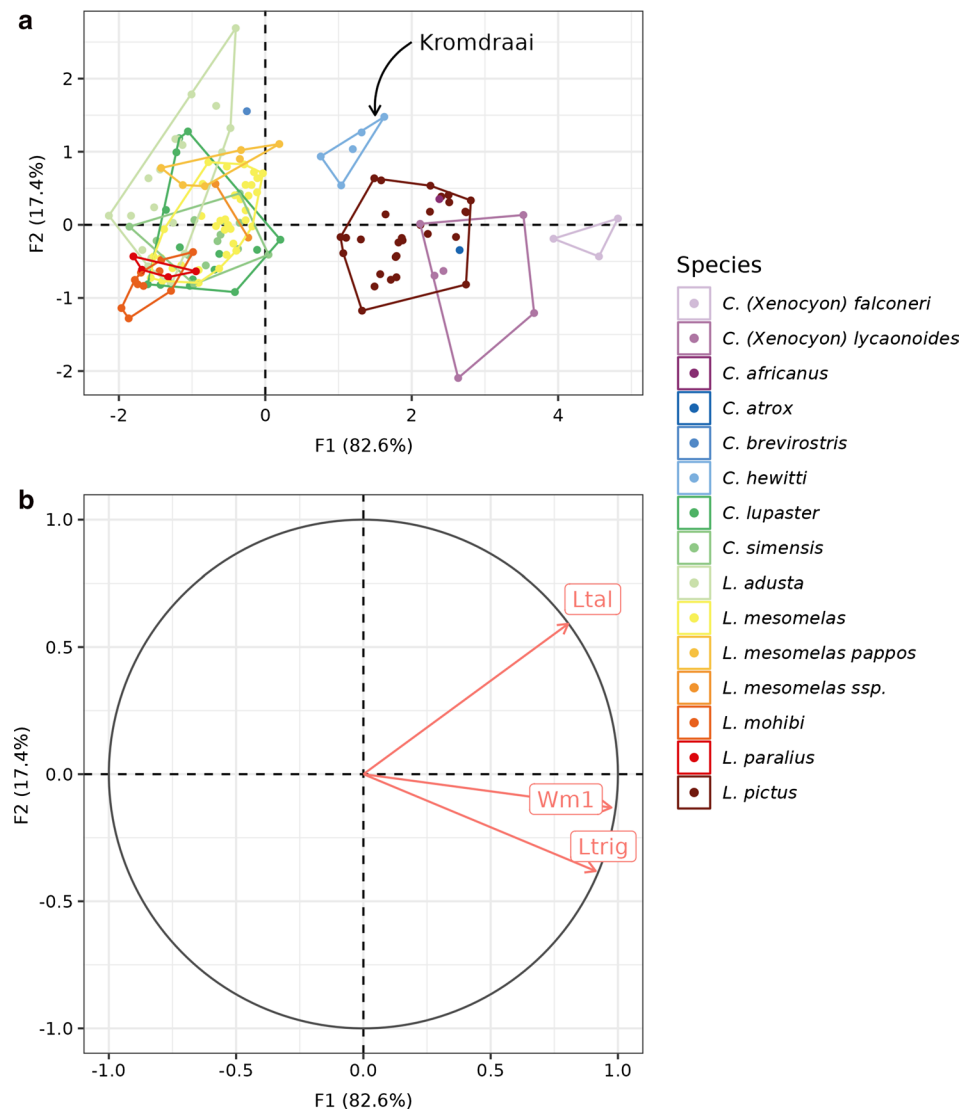 a
Kromdraai
2
1
0
-1
-2
F2 (17.4%)
-2
0
2
4
F1 (82.6%)
Species
C. (Xenocyon) falconeri
C. (Xenocyon) lycaonoides
C. africanus
C. atrox
C. brevirostris
C. hewitti
C. lupaster
C. simensis
L. adusta
L. mesomelas
L. mesomelas pappos
L. mesomelas ssp.
L. mohibi
L. paralius
L. pictus
b
1.0
0.5
0.0
-0.5
-1.0
F2 (17.4%)
Ltal
Wm1
Ltrig
-1.0
-0.5
0.0
0.5
1.0
F1 (82.6%)